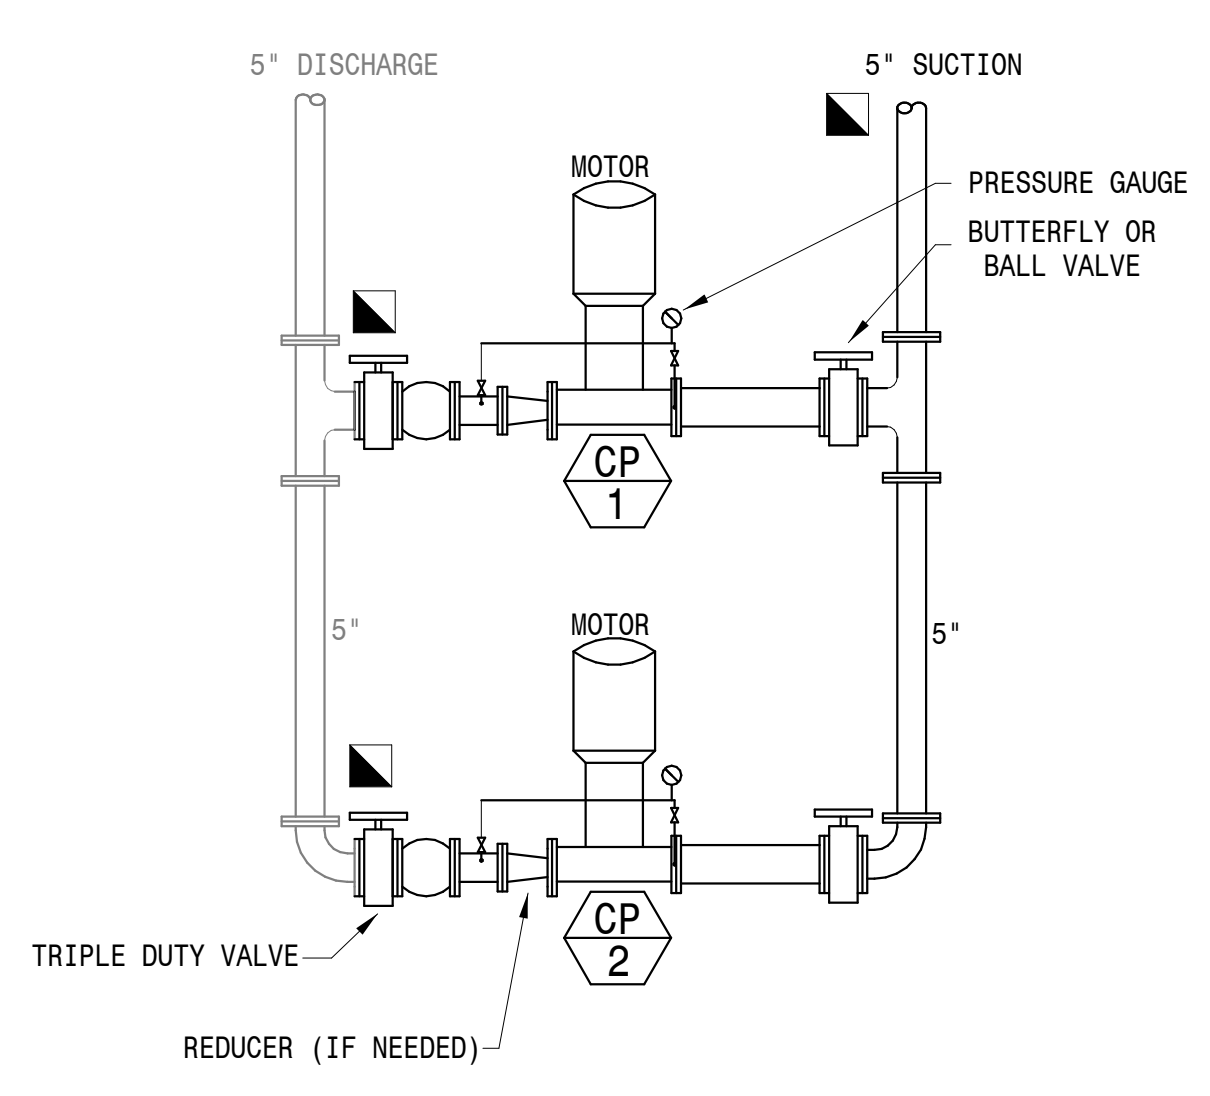 5" DISCHARGE
5" SUCTION
MOTOR
PRESSURE GAUGE
BUTTERFLY OR
BALL VALVE
CP
1
MOTOR
5"
5"
CP
2
TRIPLE DUTY VALVE
REDUCER (IF NEEDED)